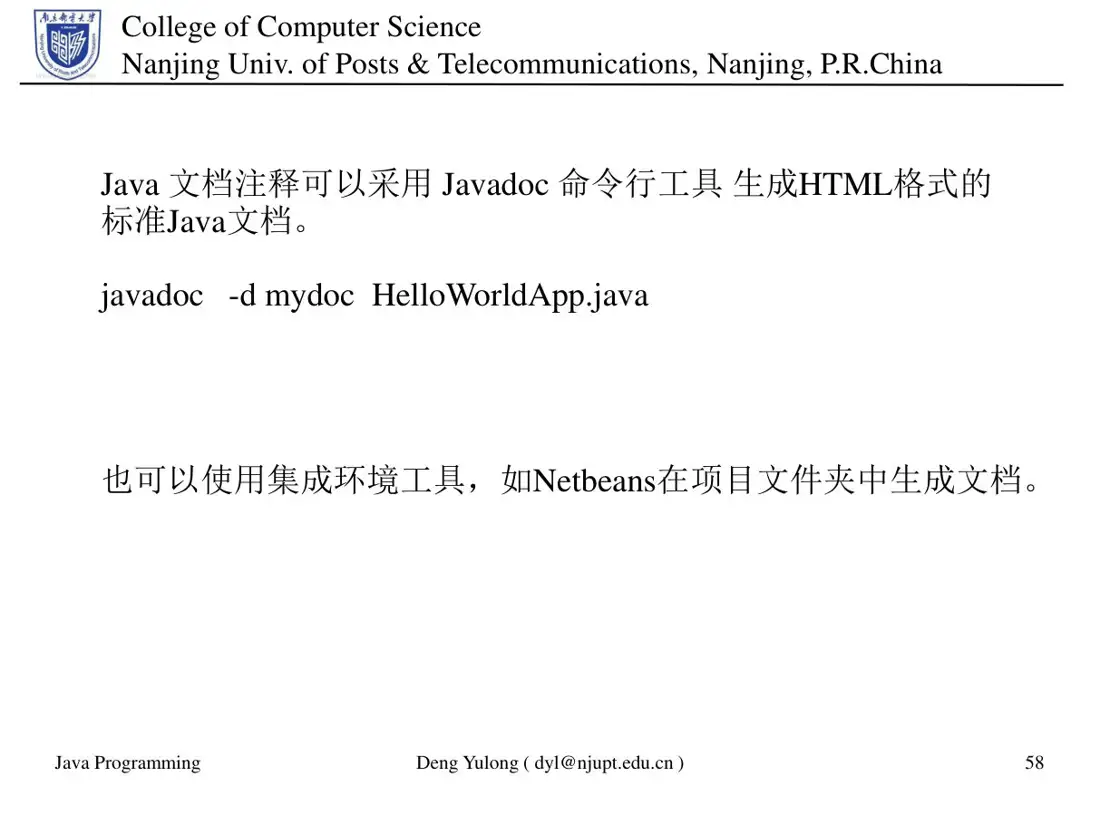 College of Computer Science
Nanjing Univ. of Posts & Telecommunications, Nanjing, P.R.China
Java 文档注释可以采用 Javadoc 命令行工具 生成HTML格式的
标准Java文档。
javadoc -d mydoc HelloWorldApp.java
也可以使用集成环境工具，如Netbeans在项目文件夹中生成文档。
Java Programming
Deng Yulong ( dyl@njupt.edu.cn )
58